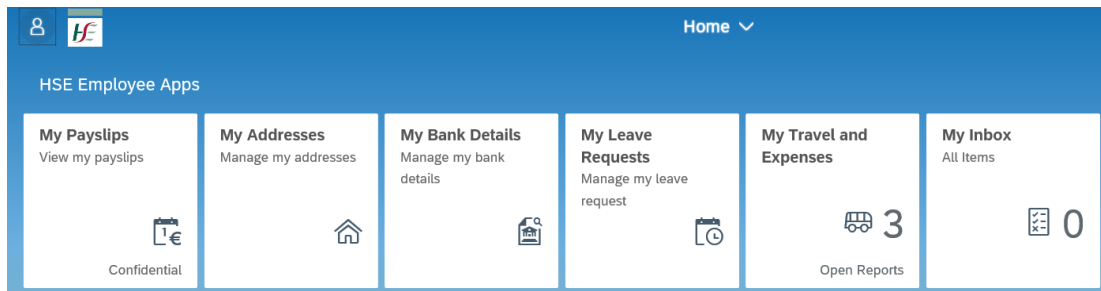 HE
Home
HSE Employee Apps
My Payslips
View my payslips
1 €
Confidential
My Addresses
Manage my addresses
My Bank Details
Manage my bank
details
My Leave
Requests
Manage my leave
request
My Travel and
Expenses
3
Open Reports
My Inbox
All Items
0